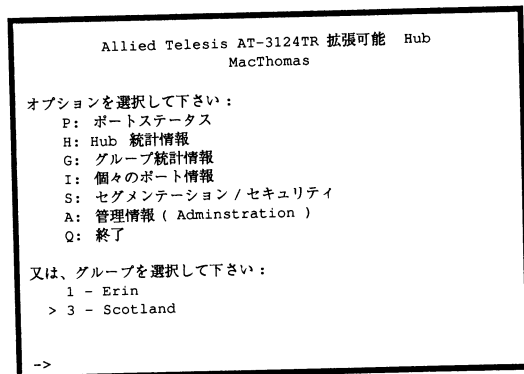 Allied Telesis AT-3124TR 拡張可能 Hub
MacThomas
オプションを選択して下さい：
P: ポートステータス
H: Hub 統計情報
G: グループ統計情報
I: 個々のポート情報
S: セグメンテーション / セキュリティ
A: 管理情報 ( Adminstration )
Q: 終了
又は、グループを選択して下さい：
1 - Erin
> 3 - Scotland
->